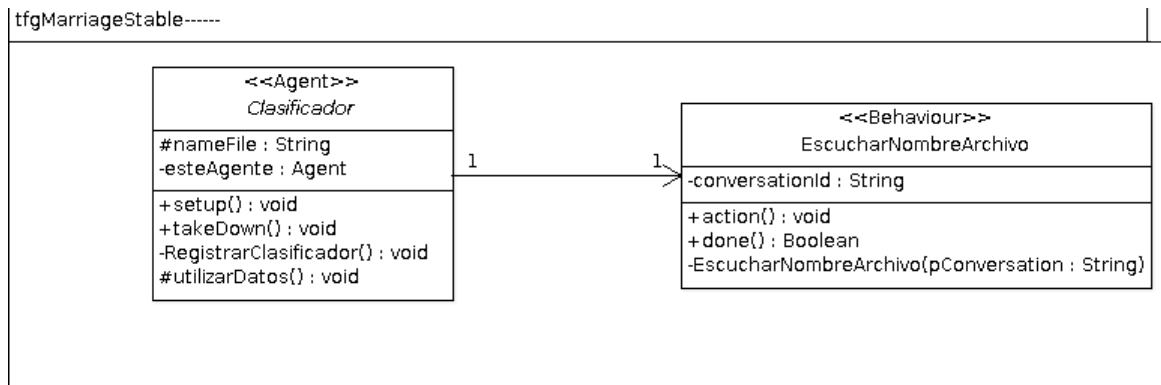 tfgMarriageStable------
<<Agent>>
Clasificador
#nameFile : String
-esteAgente : Agent
+setup() : void
+takeDown() : void
-RegistrarClasificador() : void
#utilizarDatos() : void
1
1
<<Behaviour>>
EscucharNombreArchivo
-conversationId : String
+action() : void
+done() : Boolean
-EscucharNombreArchivo(pConversation : String)